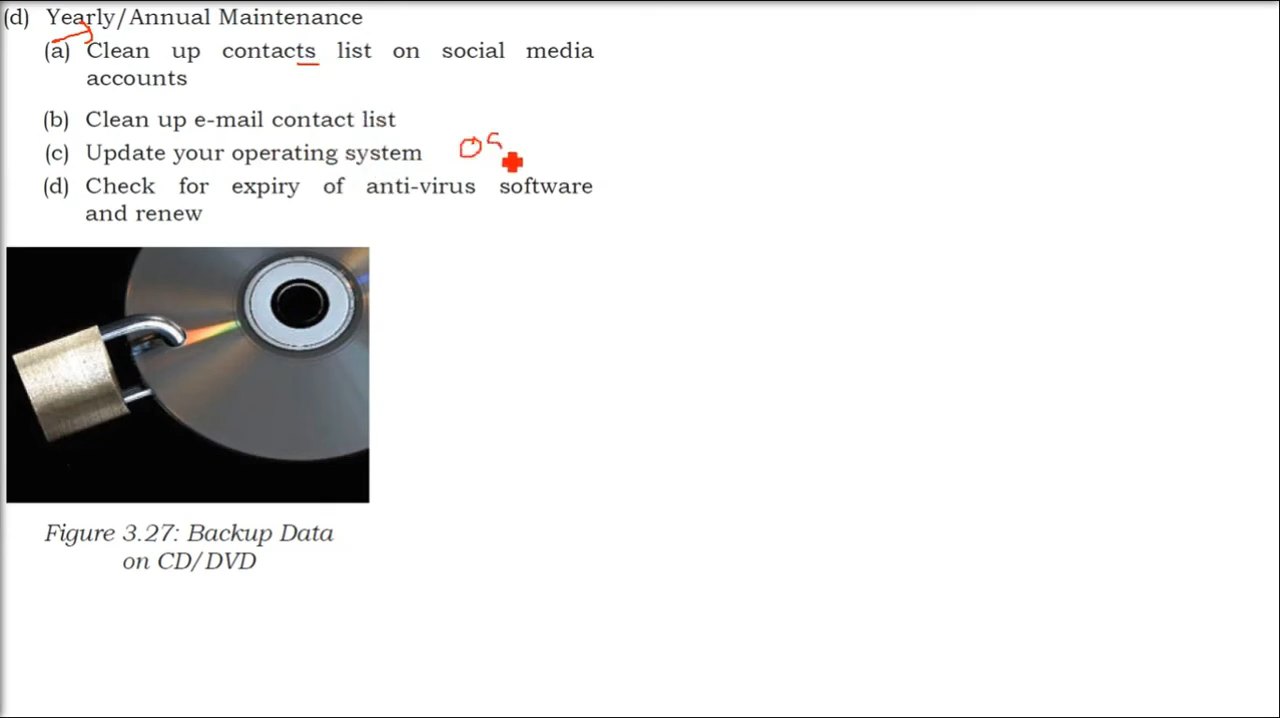 (d) Yearly/Annual Maintenance
(a) Clean up contacts list on social media
accounts
(b) Clean up e-mail contact list
(c) Update your operating system OS
(d) Check for expiry of anti-virus software
and renew
Figure 3.27: Backup Data
on CD/DVD